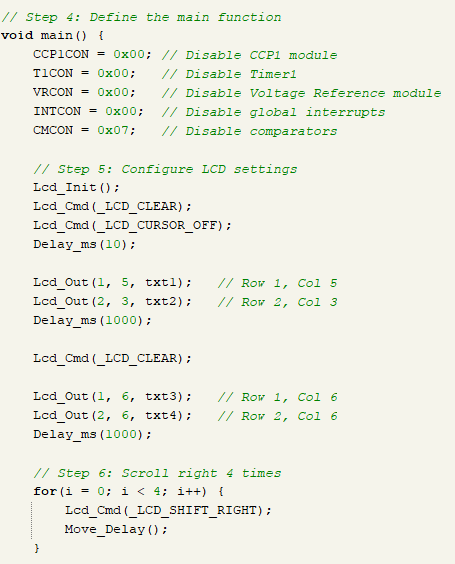 // Step 4: Define the main function
void main() {
    CCP1CON = 0x00; // Disable CCP1 module
    T1CON = 0x00;   // Disable Timer1
    VRCON = 0x00;   // Disable Voltage Reference module
    INTCON = 0x00;  // Disable global interrupts
    CMCON = 0x07;   // Disable comparators

    // Step 5: Configure LCD settings
    Lcd_Init();
    Lcd_Cmd(_LCD_CLEAR);
    Lcd_Cmd(_LCD_CURSOR_OFF);
    Delay_ms(10);

    Lcd_Out(1, 5, txt1);   // Row 1, Col 5
    Lcd_Out(2, 3, txt2);   // Row 2, Col 3
    Delay_ms(1000);

    Lcd_Cmd(_LCD_CLEAR);

    Lcd_Out(1, 6, txt3);   // Row 1, Col 6
    Lcd_Out(2, 6, txt4);   // Row 2, Col 6
    Delay_ms(1000);

    // Step 6: Scroll right 4 times
    for(i = 0; i < 4; i++) {
        Lcd_Cmd(_LCD_SHIFT_RIGHT);
        Move_Delay();
    }